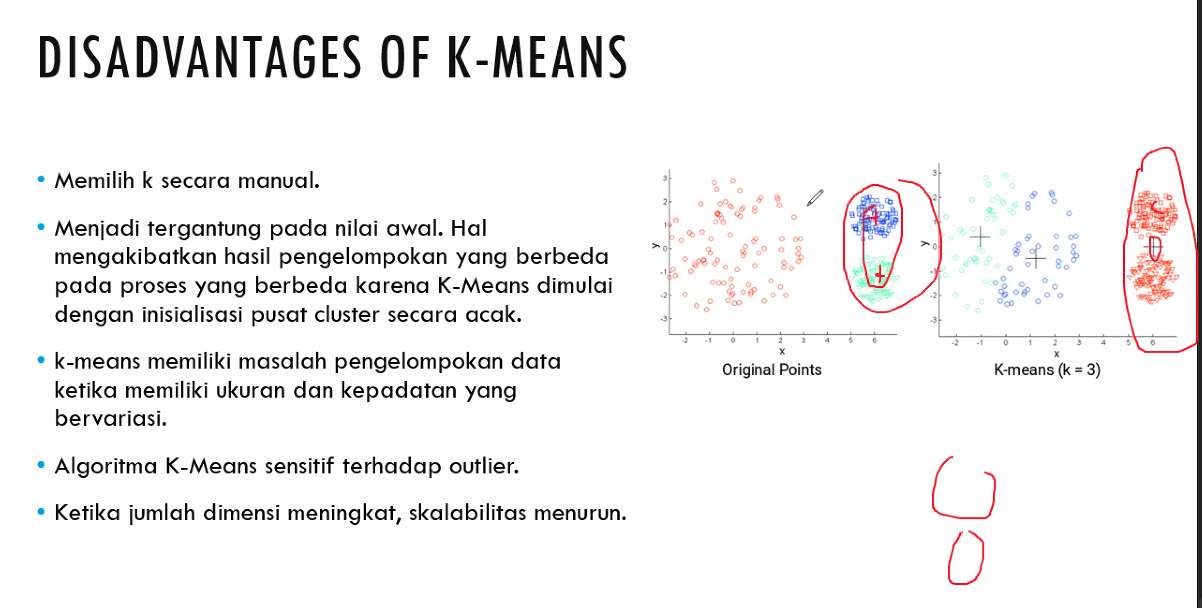 DISADVANTAGES OF K-MEANS
• Memilih k secara manual.
• Menjadi tergantung pada nilai awal. Hal
mengakibatkan hasil pengelompokan yang berbeda
pada proses yang berbeda karena K-Means dimulai
dengan inisialisasi pusat cluster secara acak.
• k-means memiliki masalah pengelompokan data
ketika memiliki ukuran dan kepadatan yang
bervariasi.
• Algoritma K-Means sensitif terhadap outlier.
• Ketika jumlah dimensi meningkat, skalabilitas menurun.
3
2
1
0
-1
-2
-3
y
-2 -1 0 1 2 3 4 5 6
x
Original Points
3
2
1
0
-1
-2
-3
y
-2 -1 0 1 2 3 4 5 6
x
K-means (k = 3)